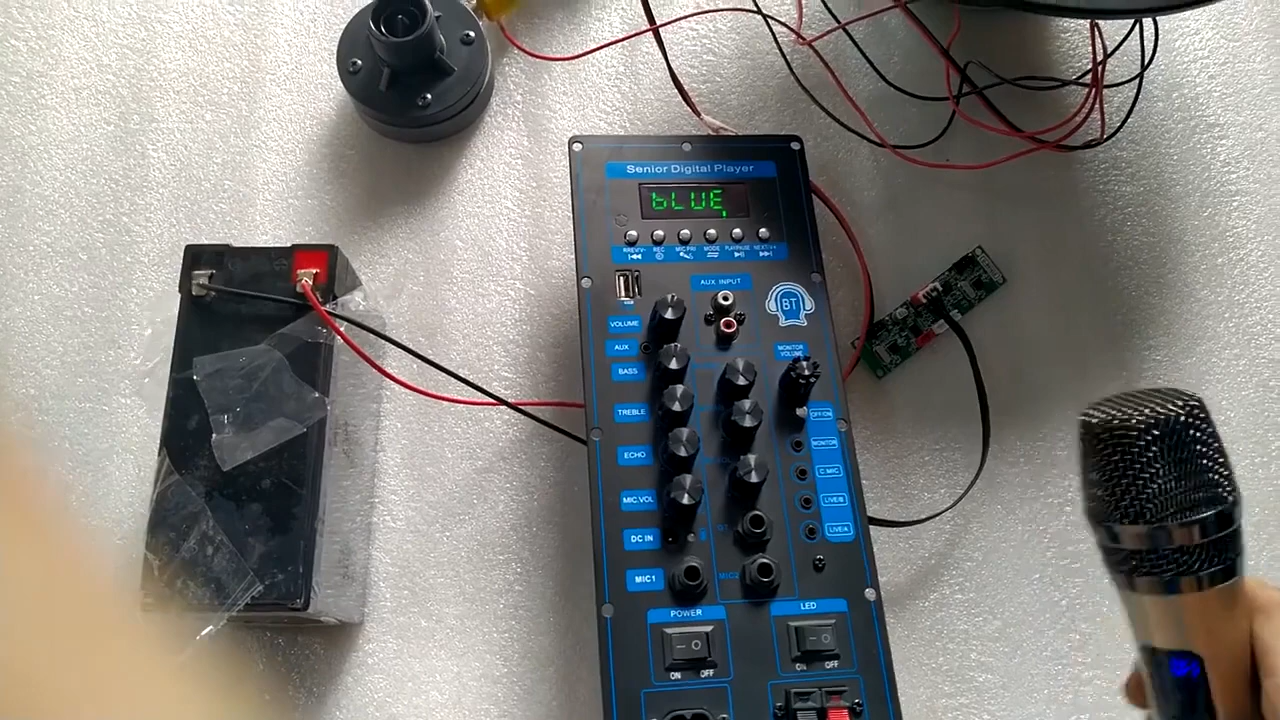 Senior Digital Player
bLUE
REC
MIC PRI
MODE
PLAY/PAUSE
NEXT/V+
AUX INPUT
BT
VOLUME
AUX
BASS
TREBLE
ECHO
MIC.VOL
DC IN
MIC1
MONITOR
VOLUME
OFF/ON
MONITOR
C.MIC
LIVE/B
LIVE/A
MIC2
POWER
ON OFF
LED
ON OFF